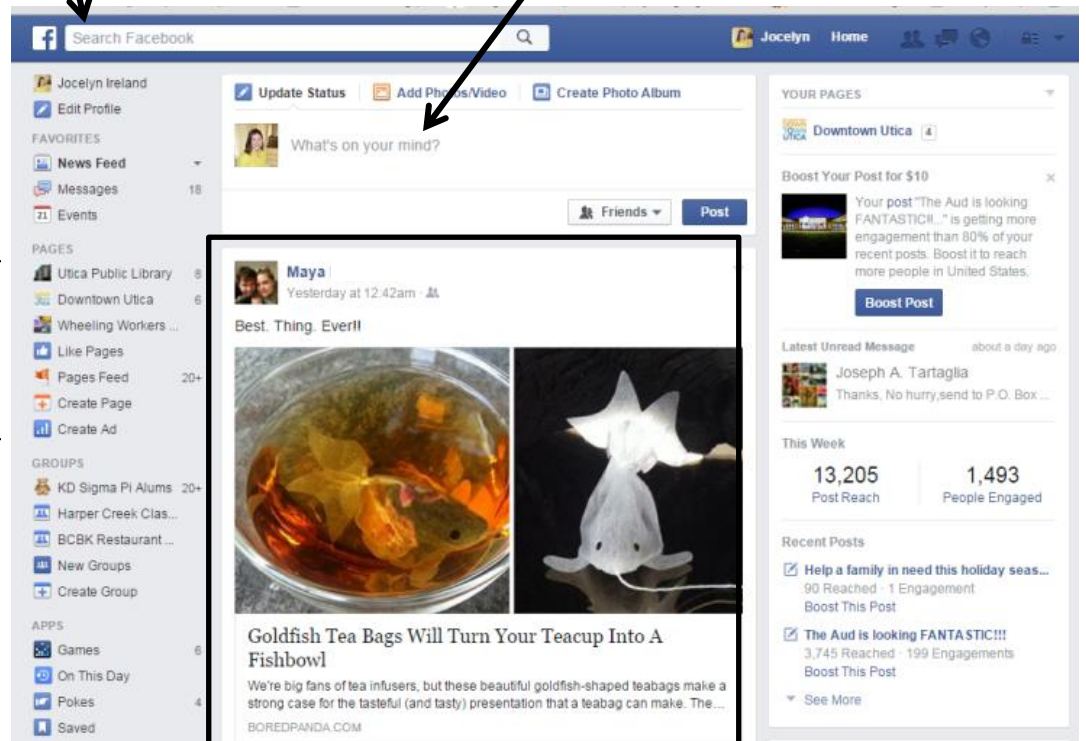 f Search Facebook
Jocelyn Home
Jocelyn Ireland
Edit Profile
FAVORITES
News Feed
Messages 18
21 Events
PAGES
Utica Public Library 8
Downtown Utica 6
Wheeling Workers ...
Like Pages
Pages Feed 20+
Create Page
Create Ad
GROUPS
KD Sigma Pi Alums 20+
Harper Creek Clas...
BCBK Restaurant ...
New Groups
Create Group
APPS
Games 6
On This Day
Pokes 4
Saved
Update Status Add Photos/Video Create Photo Album
What's on your mind?
Friends Post
Maya
Yesterday at 12:42am
Best. Thing. Ever!!
Goldfish Tea Bags Will Turn Your Teacup Into A
Fishbowl
We're big fans of tea infusers, but these beautiful goldfish-shaped teabags make a
strong case for the tasteful (and tasty) presentation that a teabag can make. The...
BOREDPANDA.COM
YOUR PAGES
Downtown Utica 4
Boost Your Post for $10
Your post "The Aud is looking
FANTASTIC!!..." is getting more
engagement than 80% of your
recent posts. Boost it to reach
more people in United States.
Boost Post
Latest Unread Message about a day ago
Joseph A. Tartaglia
Thanks, No hurry,send to P.O. Box ...
This Week
13,205 1,493
Post Reach People Engaged
Recent Posts
Help a family in need this holiday seas...
90 Reached · 1 Engagement
Boost This Post
The Aud is looking FANTASTIC!!!
3,745 Reached · 199 Engagements
Boost This Post
See More